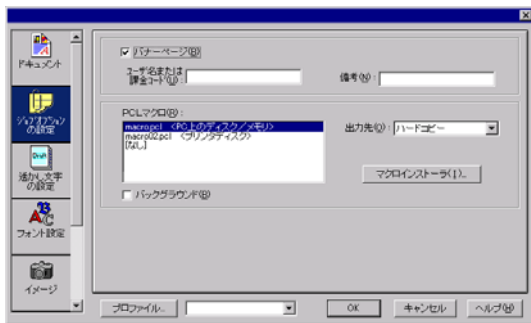 ドキュメント
ジョブオプション
の設定
透かし文字
の設定
フォント設定
イメージ
バナーページ(B)
ユーザ名または
課金コード(U):
備考(N):
PCLマクロ(R):
macro.pcl <PC上のディスク/メモリ>
macro02.pcl <プリンタディスク>
[なし]
バックグラウンド(B)
出力先(O):
ハードコピー
マクロインストーラ(I)...
プロファイル...
OK
キャンセル
ヘルプ(H)